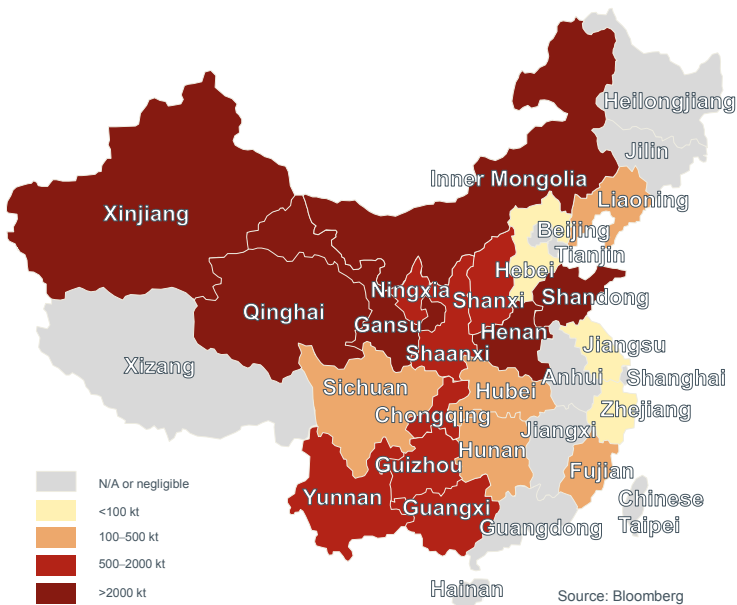 Heilongjiang
Jilin
Inner Mongolia
Liaoning
Xinjiang
Beijing
Tianjin
Hebei
Ningxia
Shanxi
Shandong
Qinghai
Gansu
Henan
Shaanxi
Jiangsu
Xizang
Anhui
Shanghai
Sichuan
Hubei
Zhejiang
Chongqing
Jiangxi
Hunan
Guizhou
Fujian
Yunnan
Guangxi
Chinese
Taipei
Guangdong
Hainan
N/A or negligible
<100 kt
100–500 kt
500–2000 kt
>2000 kt
Source: Bloomberg